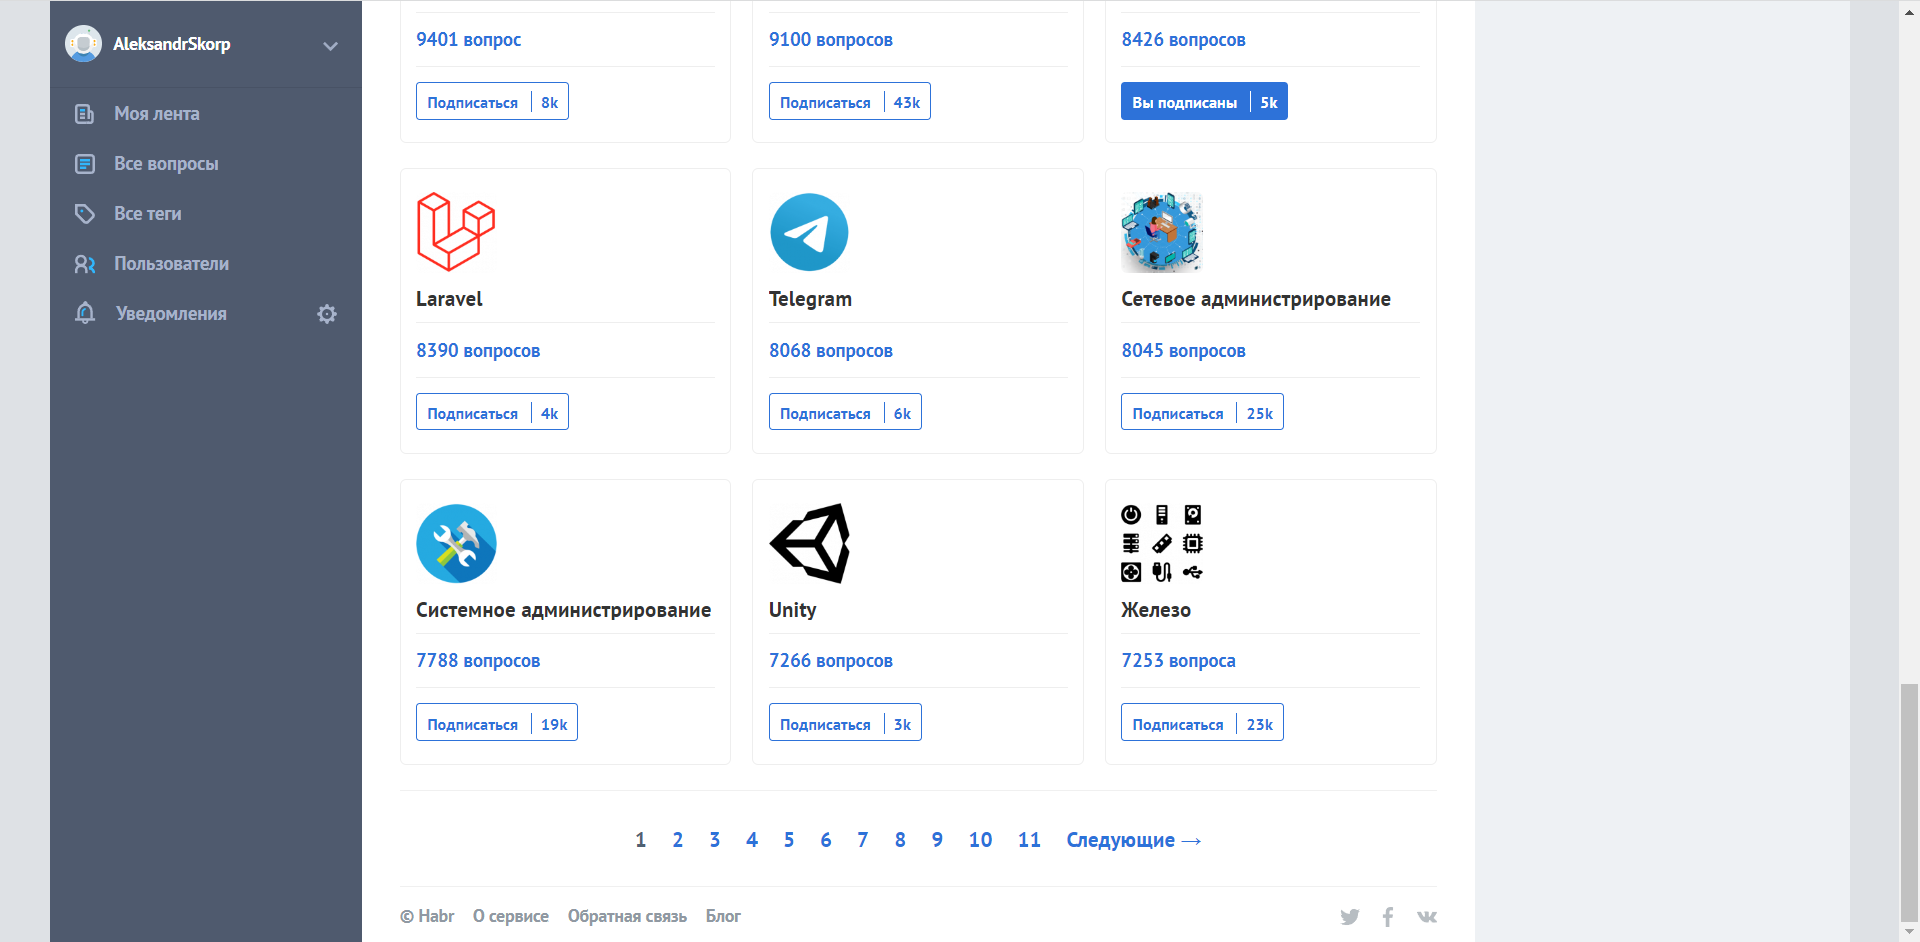 AleksandrSkorp
Моя лента
Все вопросы
Все теги
Пользователи
Уведомления
9401 вопрос
9100 вопросов
8426 вопросов
Подписаться 8k
Подписаться 43k
Вы подписаны 5k
Laravel
Telegram
Сетевое администрирование
8390 вопросов
8068 вопросов
8045 вопросов
Подписаться 4k
Подписаться 6k
Подписаться 25k
Системное администрирование
Unity
Железо
7788 вопросов
7266 вопросов
7253 вопроса
Подписаться 19k
Подписаться 3k
Подписаться 23k
1 2 3 4 5 6 7 8 9 10 11 Следующие →
© Habr О сервисе Обратная связь Блог